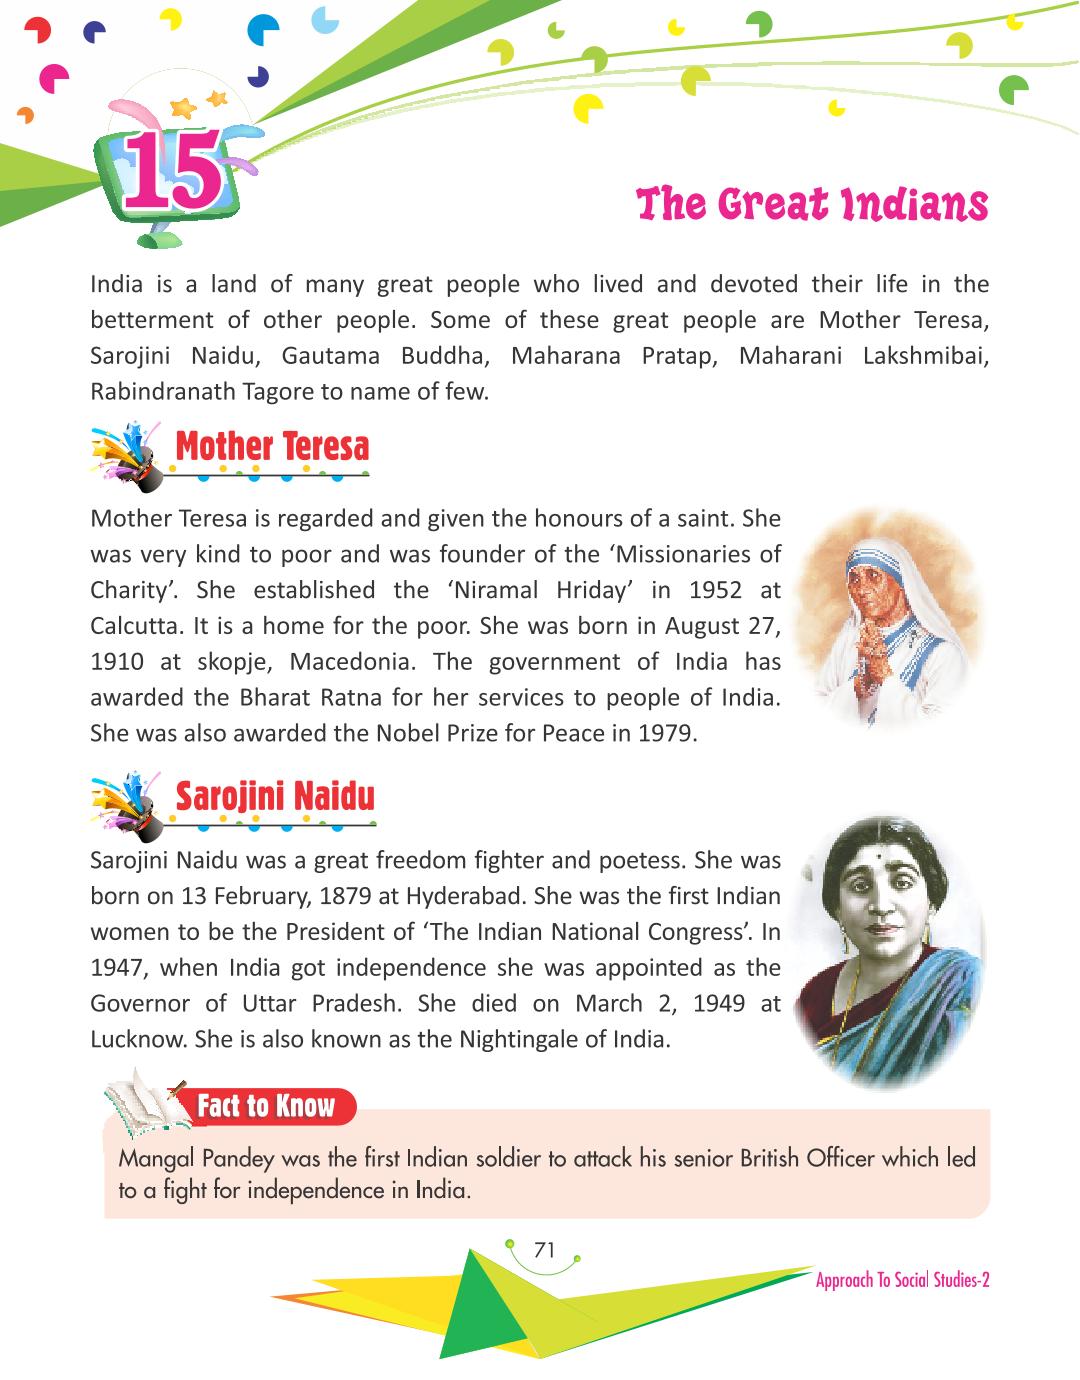 15
The Great Indians
India is a land of many great people who lived and devoted their life in the
betterment of other people. Some of these great people are Mother Teresa,
Sarojini Naidu, Gautama Buddha, Maharana Pratap, Maharani Lakshmibai,
Rabindranath Tagore to name of few.
Mother Teresa
Mother Teresa is regarded and given the honours of a saint. She
was very kind to poor and was founder of the ‘Missionaries of
Charity’. She established the ‘Niramal Hriday’ in 1952 at
Calcutta. It is a home for the poor. She was born in August 27,
1910 at skopje, Macedonia. The government of India has
awarded the Bharat Ratna for her services to people of India.
She was also awarded the Nobel Prize for Peace in 1979.
Sarojini Naidu
Sarojini Naidu was a great freedom fighter and poetess. She was
born on 13 February, 1879 at Hyderabad. She was the first Indian
women to be the President of ‘The Indian National Congress’. In
1947, when India got independence she was appointed as the
Governor of Uttar Pradesh. She died on March 2, 1949 at
Lucknow. She is also known as the Nightingale of India.
Fact to Know
Mangal Pandey was the first Indian soldier to attack his senior British Officer which led
to a fight for independence in India.
71
Approach To Social Studies-2